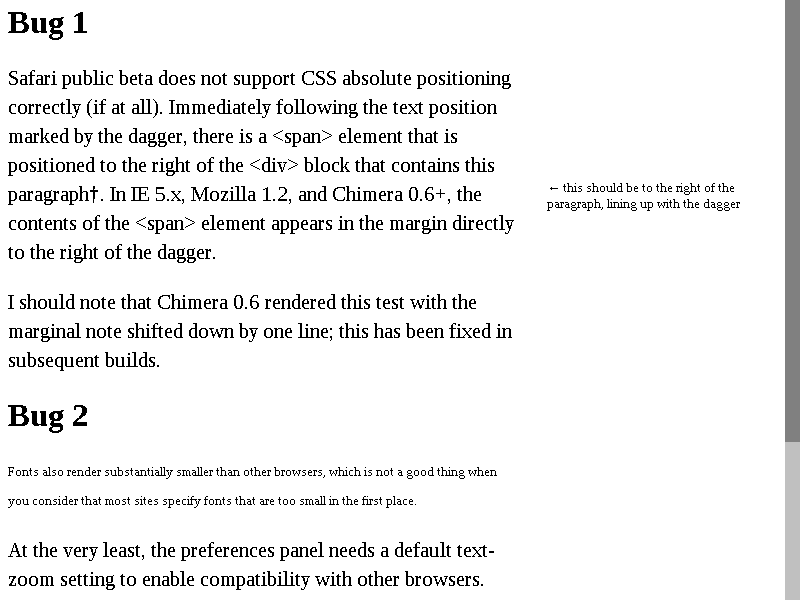 Bug 1
Safari public beta does not support CSS absolute positioning
correctly (if at all). Immediately following the text position
marked by the dagger, there is a <span> element that is
positioned to the right of the <div> block that contains this
paragraph†. In IE 5.x, Mozilla 1.2, and Chimera 0.6+, the
contents of the <span> element appears in the margin directly
to the right of the dagger.
← this should be to the right of the
paragraph, lining up with the dagger
I should note that Chimera 0.6 rendered this test with the
marginal note shifted down by one line; this has been fixed in
subsequent builds.
Bug 2
Fonts also render substantially smaller than other browsers, which is not a good thing when
you consider that most sites specify fonts that are too small in the first place.
At the very least, the preferences panel needs a default text-
zoom setting to enable compatibility with other browsers.